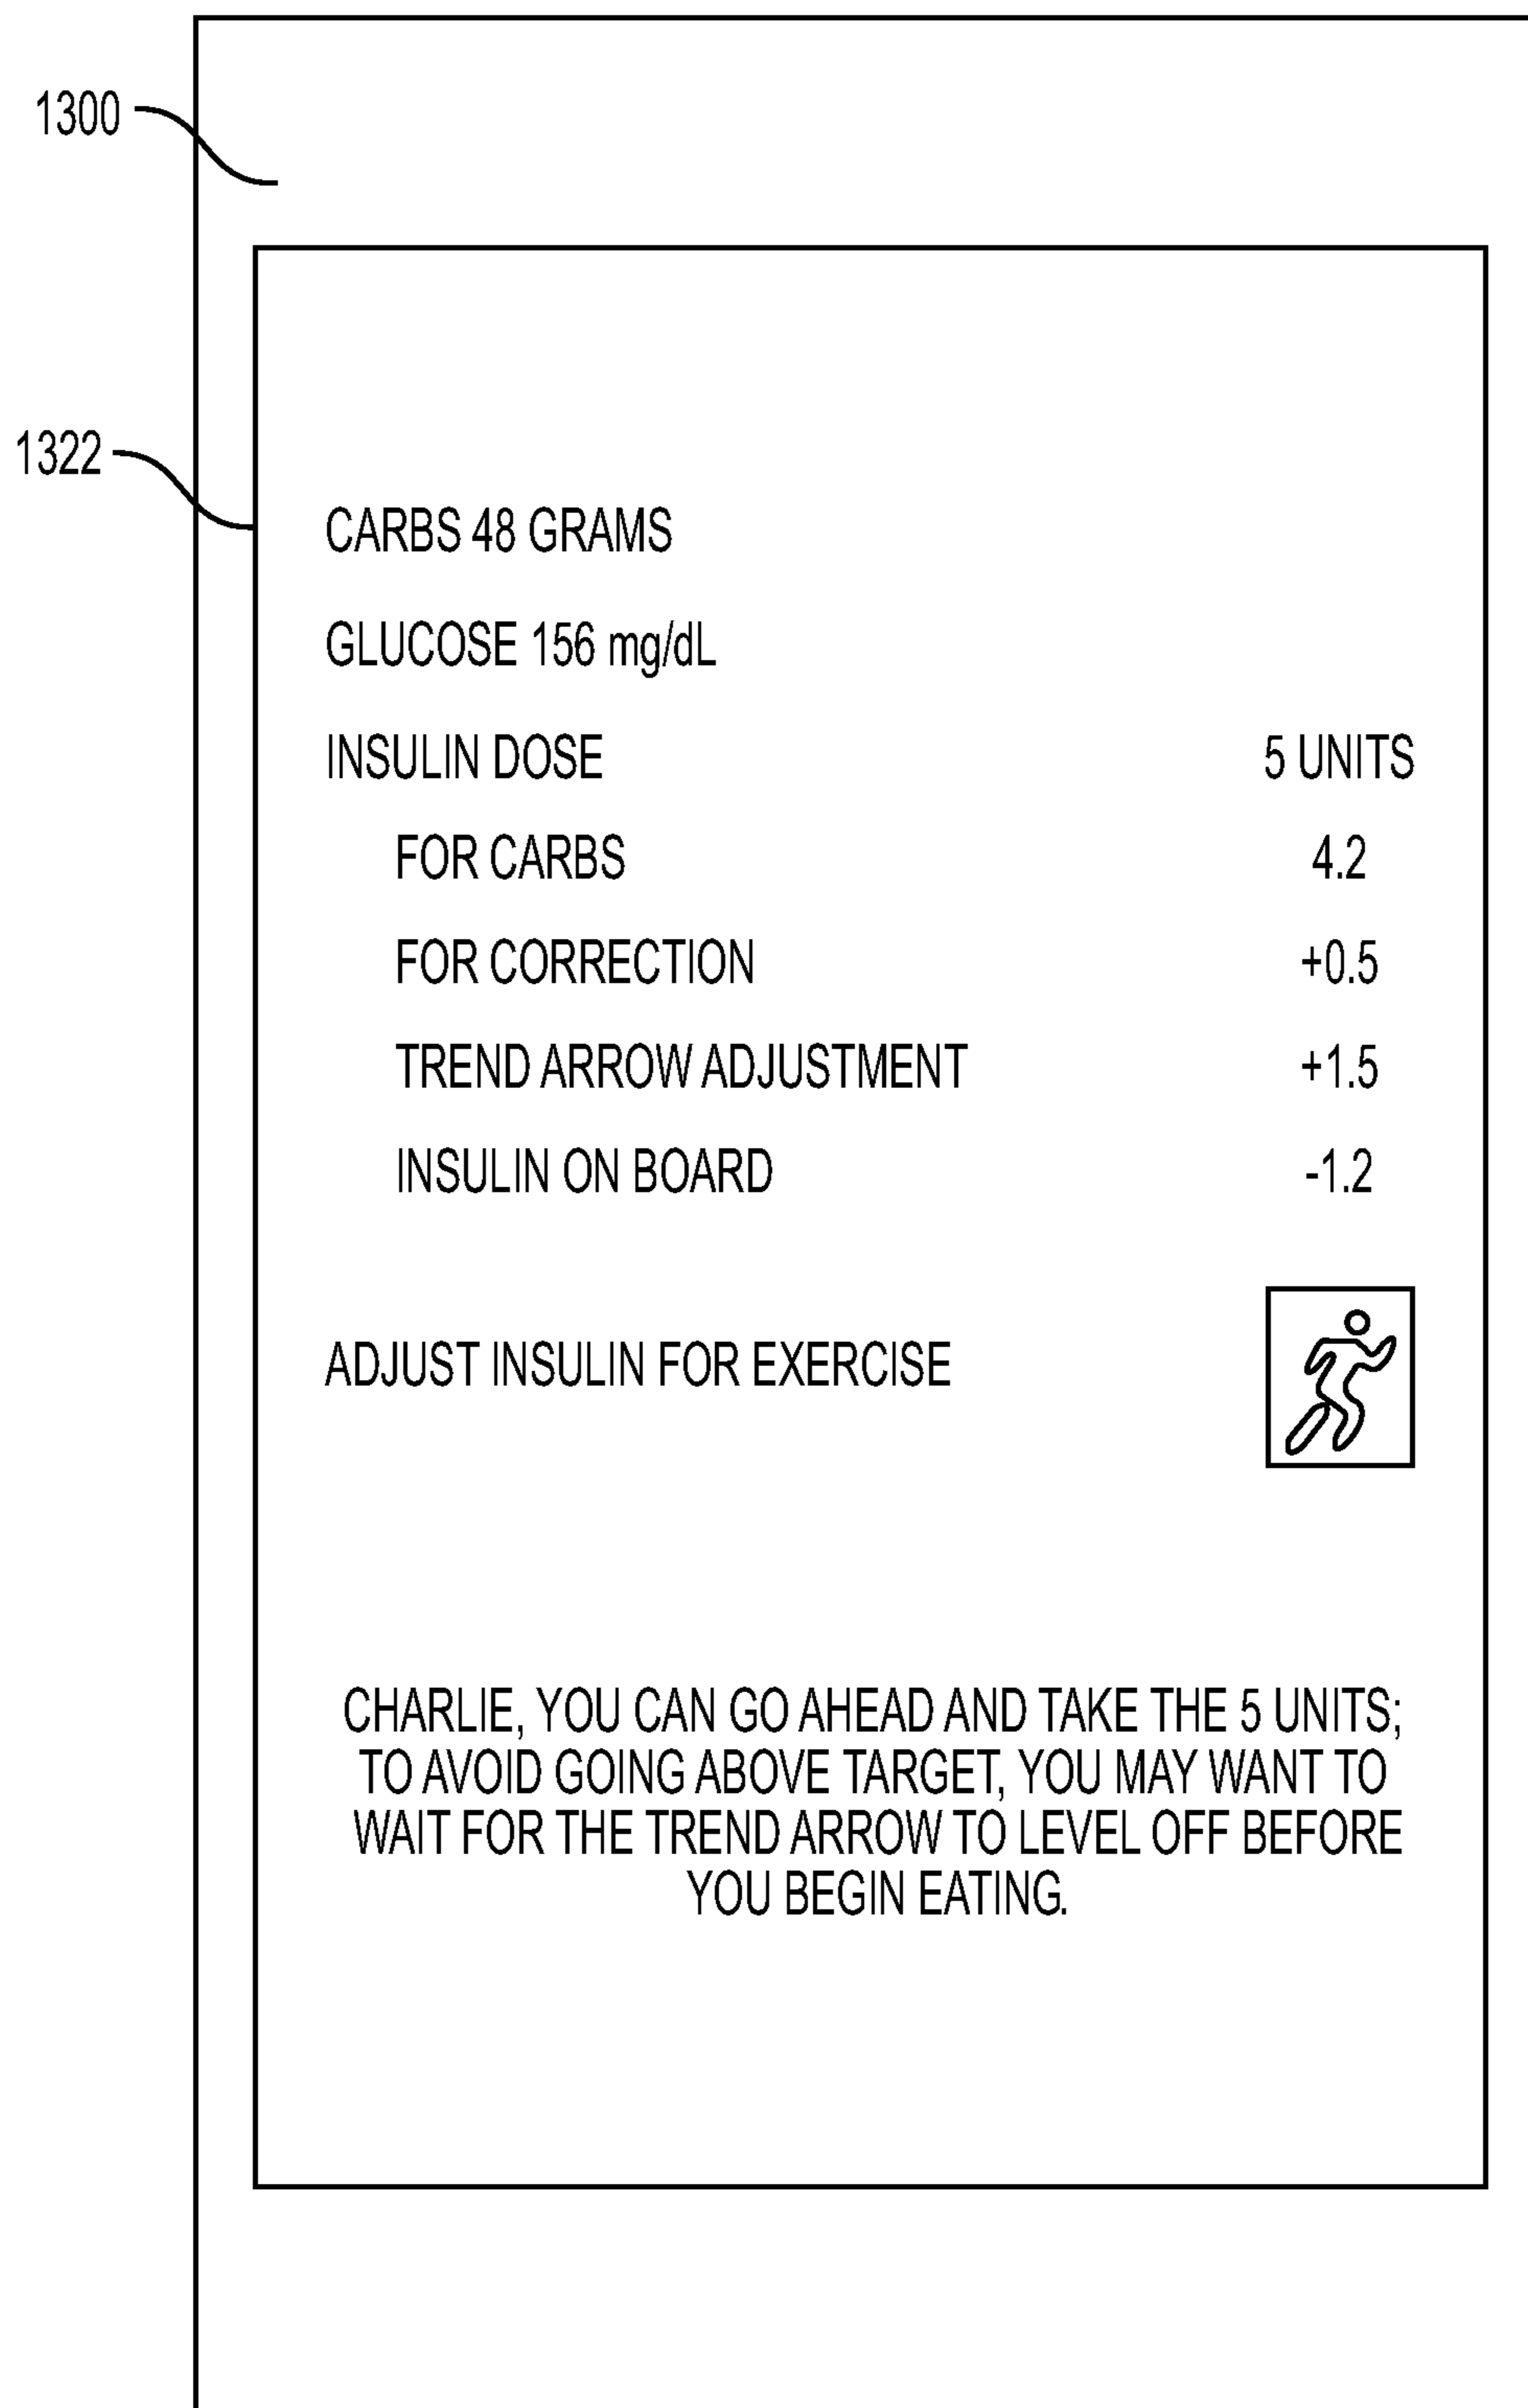 1300
1322
CARBS 48 GRAMS
GLUCOSE 156 mg/dL
INSULIN DOSE 5 UNITS
FOR CARBS 4.2
FOR CORRECTION +0.5
TREND ARROW ADJUSTMENT +1.5
INSULIN ON BOARD -1.2
ADJUST INSULIN FOR EXERCISE
CHARLIE, YOU CAN GO AHEAD AND TAKE THE 5 UNITS;
TO AVOID GOING ABOVE TARGET, YOU MAY WANT TO
WAIT FOR THE TREND ARROW TO LEVEL OFF BEFORE
YOU BEGIN EATING.